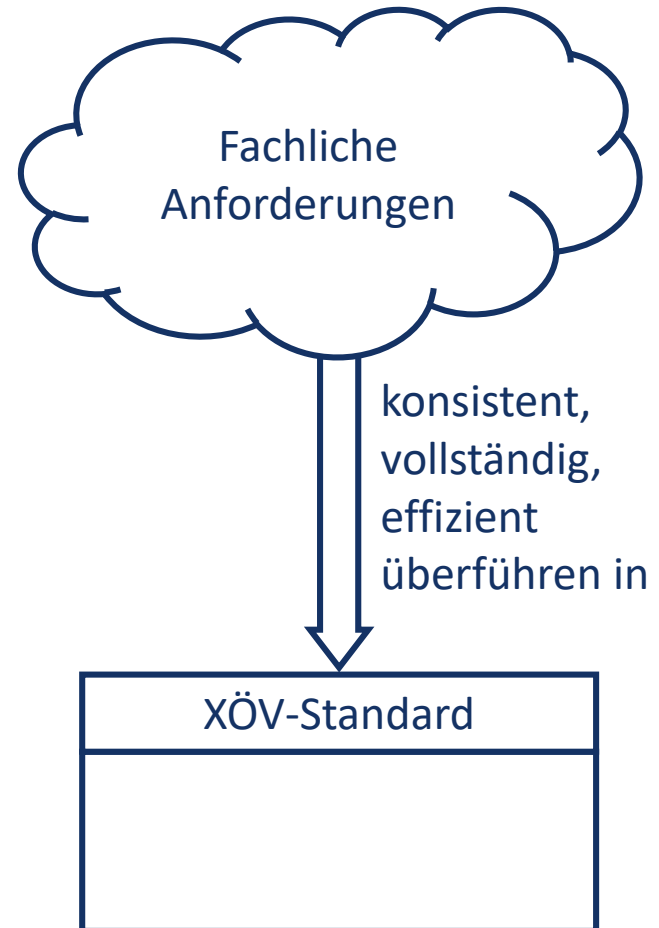 Fachliche
Anforderungen
konsistent,
vollständig,
effizient
überführen in
XÖV-Standard